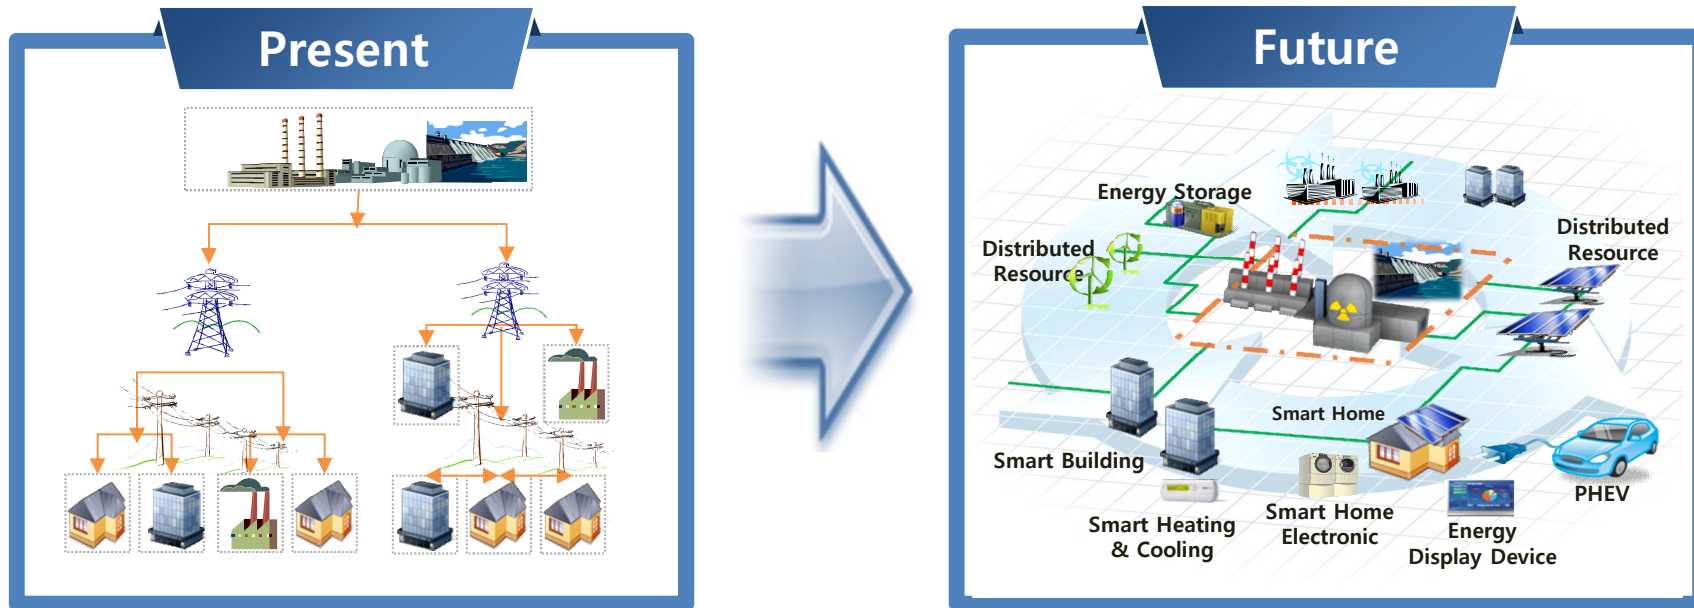 Present
Future
Energy Storage
Distributed
Resource
Distributed
Resource
Smart Home
Smart Building
PHEV
Smart Heating
& Cooling
Smart Home
Electronic
Energy
Display Device